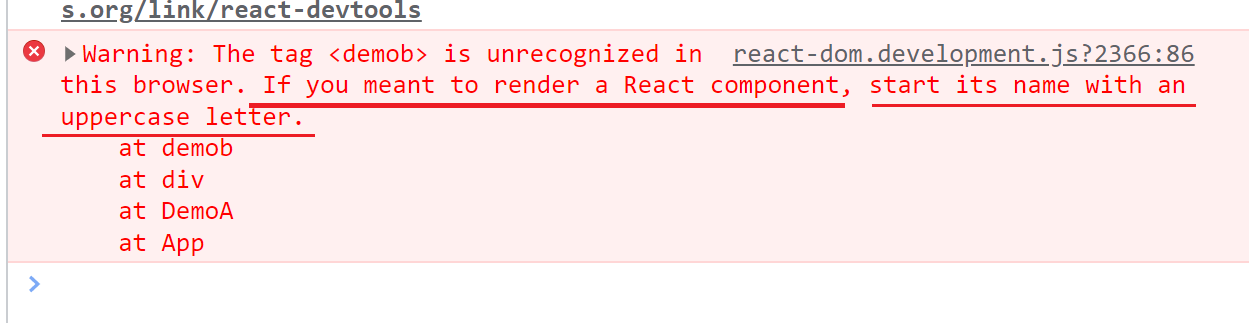 s.org/link/react-devtools
Warning: The tag <demob> is unrecognized in react-dom.development.js?2366:86
this browser. If you meant to render a React component, start its name with an
uppercase letter.
at demob
at div
at DemoA
at App